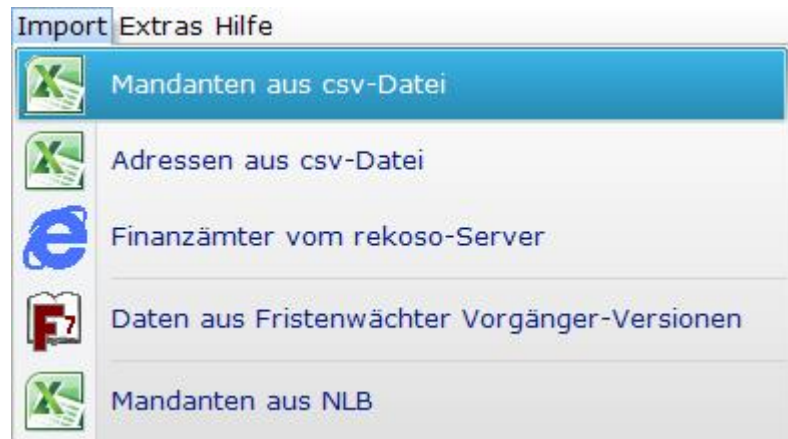 Import Extras Hilfe
Mandanten aus csv-Datei
Adressen aus csv-Datei
Finanzämter vom rekoso-Server
Daten aus Fristenwächter Vorgänger-Versionen
Mandanten aus NLB